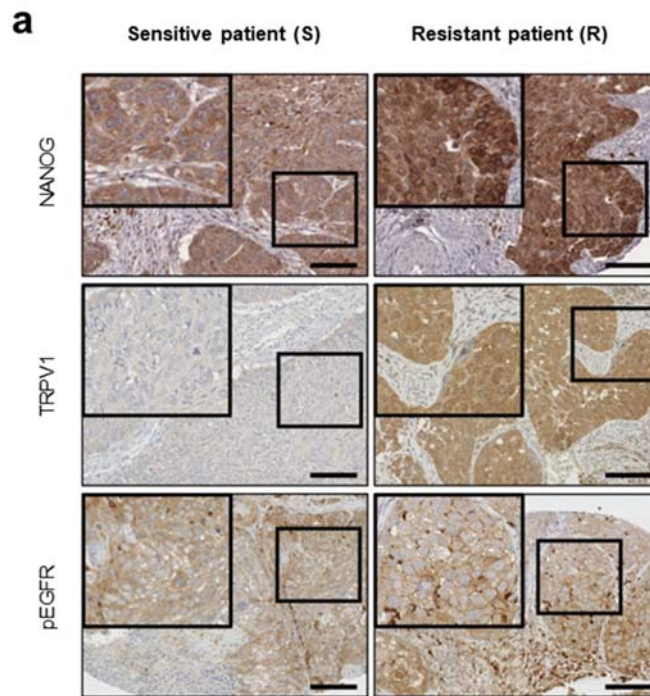 a
Sensitive patient (S) Resistant patient (R)
NANOG
TRPV1
pEGFR